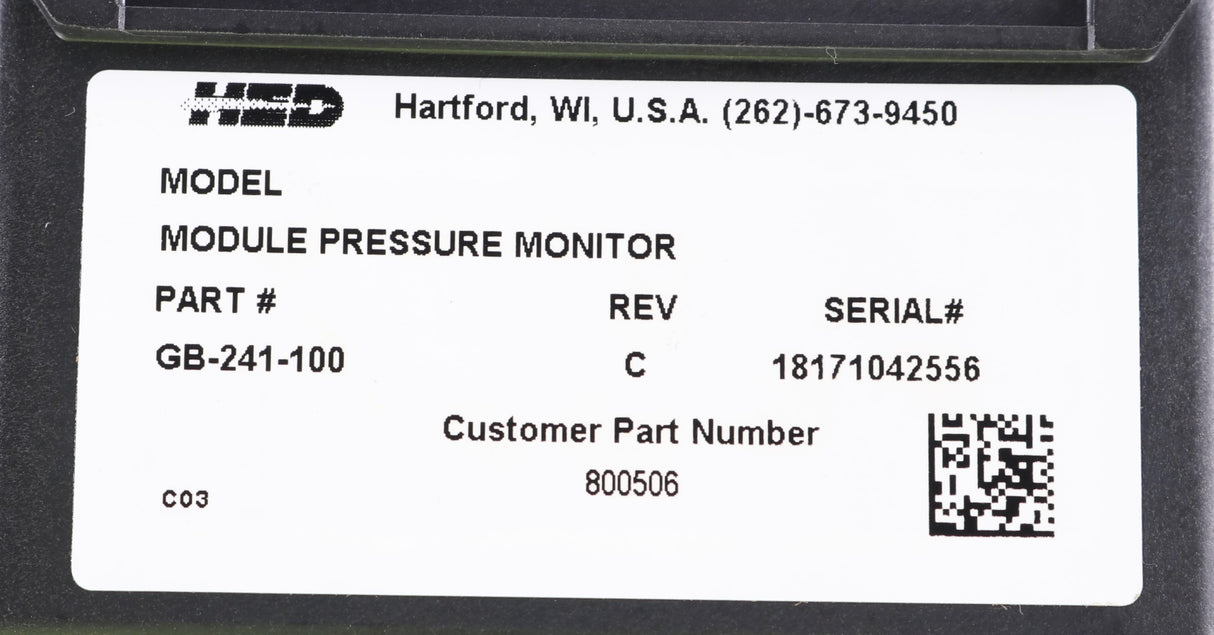 HED Hartford, WI, U.S.A. (262)-673-9450
MODEL
MODULE PRESSURE MONITOR
PART # REV SERIAL#
GB-241-100 C 18171042556
Customer Part Number
800506
C03